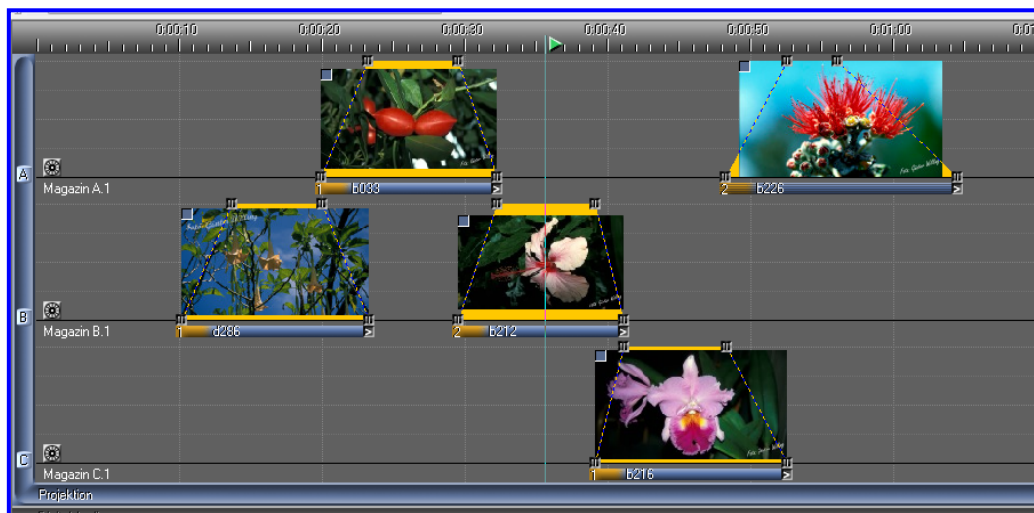 0:00:10 0:00:20 0:00:30 0:00:40 0:00:50 0:01:00
A
Magazin A.1
1 b033
2 b226
B
Magazin B.1
1 d286
2 b212
C
Magazin C.1
1 b216
Projektion